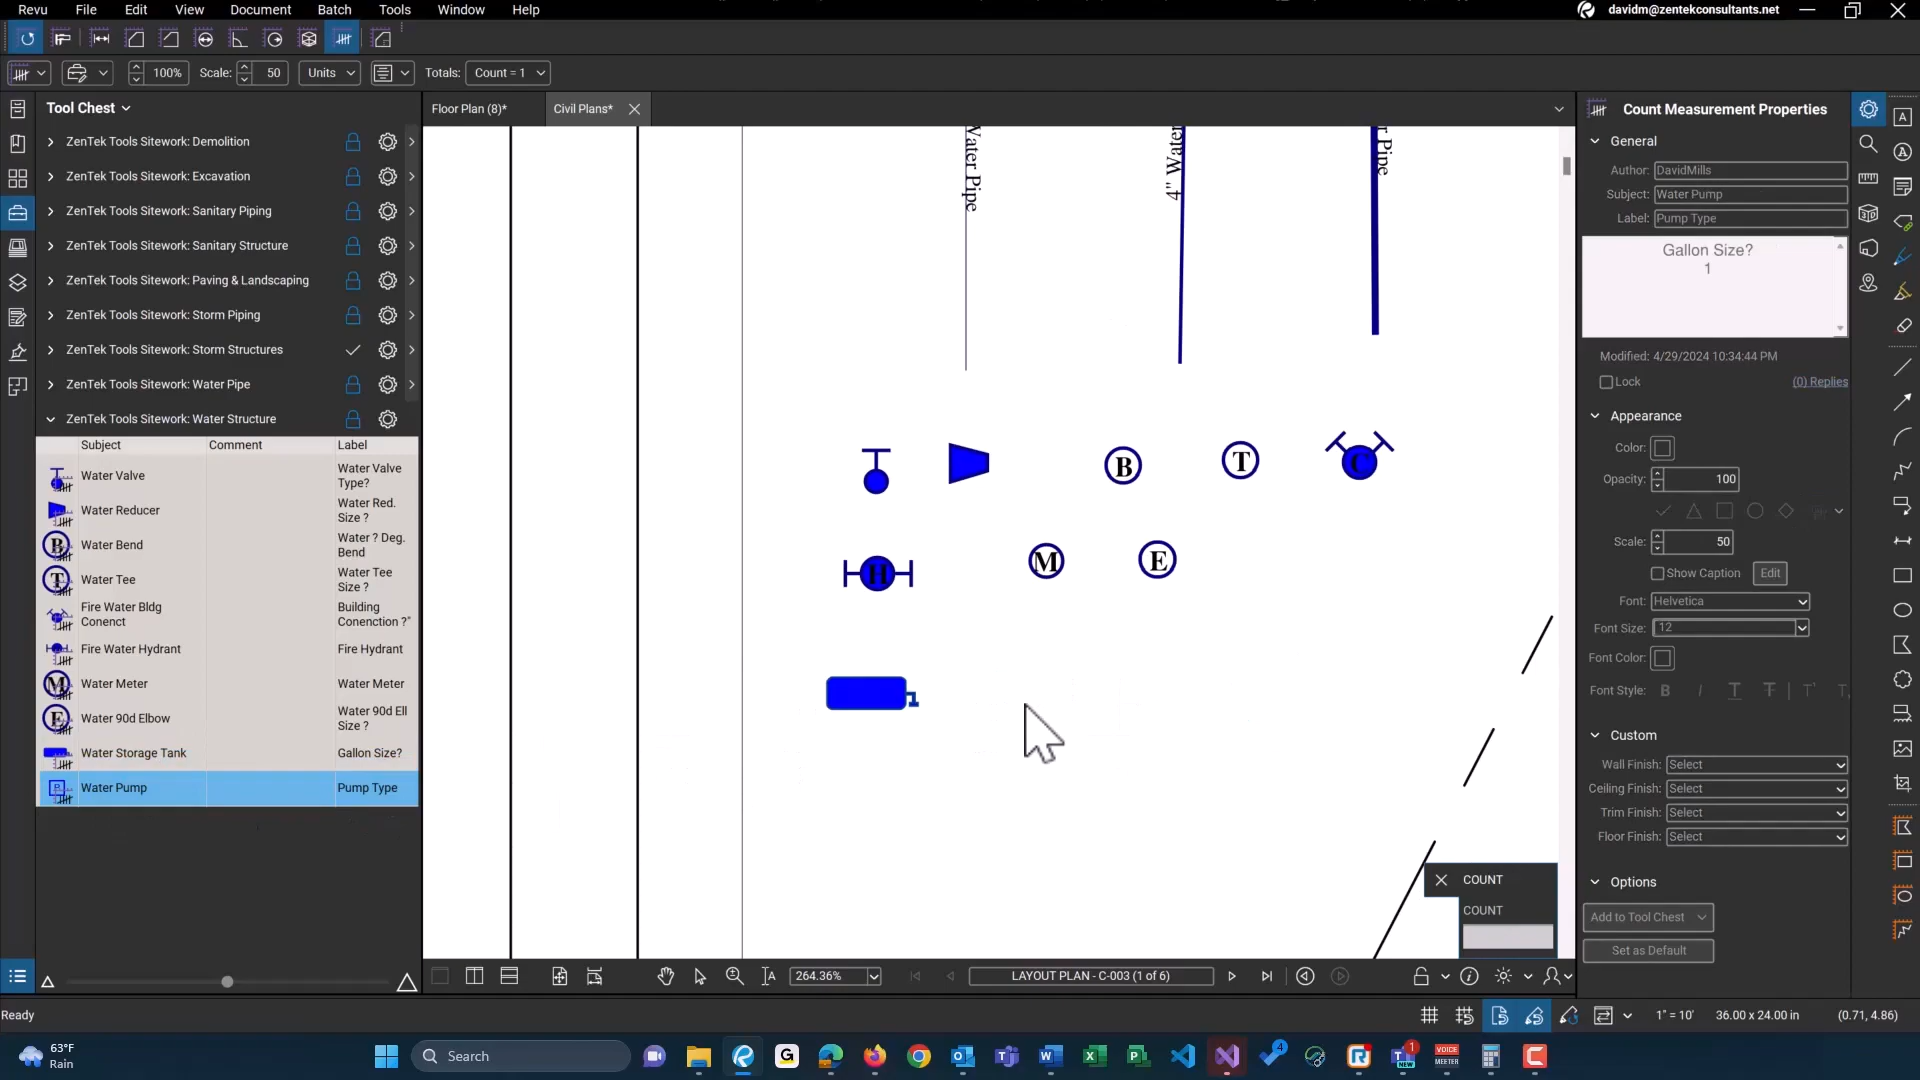 Revu File Edit View Document Batch Tools Window Help
davidm@zentekconsultants.net
100% Scale: 50 Units Totals: Count = 1
Tool Chest
ZenTek Tools Sitework: Demolition
ZenTek Tools Sitework: Excavation
ZenTek Tools Sitework: Sanitary Piping
ZenTek Tools Sitework: Sanitary Structure
ZenTek Tools Sitework: Paving & Landscaping
ZenTek Tools Sitework: Storm Piping
ZenTek Tools Sitework: Storm Structures
ZenTek Tools Sitework: Water Pipe
ZenTek Tools Sitework: Water Structure
Subject Comment Label
Water Valve Water Valve Type?
Water Reducer Water Red. Size ?
B Water Bend Water ? Deg. Bend
T Water Tee Water Tee Size ?
Fire Water Bldg Conenct Building Conenction ?"
Fire Water Hydrant Fire Hydrant
M Water Meter Water Meter
E Water 90d Elbow Water 90d Ell Size ?
Water Storage Tank Gallon Size?
P Water Pump Pump Type
Floor Plan (8)* Civil Plans*
Water Pipe
4" Water
r Pipe
B T C
H M E
1
COUNT
COUNT
264.36% LAYOUT PLAN - C-003 (1 of 6)
Count Measurement Properties
General
Author: DavidMills
Subject: Water Pump
Label: Pump Type
Gallon Size?
1
Modified: 4/29/2024 10:34:44 PM
Lock (0) Replies
Appearance
Color:
Opacity: 100
Scale: 50
Show Caption Edit
Font: Helvetica
Font Size: 12
Font Color:
Font Style: B I T T T T
Custom
Wall Finish: Select
Ceiling Finish: Select
Trim Finish: Select
Floor Finish: Select
Options
Add to Tool Chest
Set as Default
Ready
1" = 10' 36.00 x 24.00 in (0.71, 4.86)
63°F
Rain
Search
4
1
NEW
VOICE
MEETER